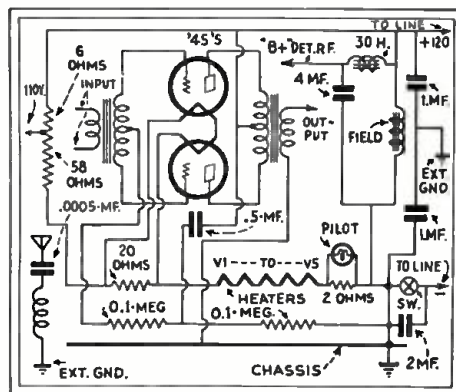 TO LINE
+120
'45'S
"B+" DET. R.F.
30 H.
6
OHMS
INPUT
110V.
4 MF.
1.MF.
OUT-
PUT
FIELD
58
OHMS
EXT.
GND
.0005-MF.
.5-MF.
1.MF.
PILOT
20
OHMS
V1 --- TO --- V5
TO LINE
HEATERS
2 OHMS
SW.
-
0.1-MEG
0.1-MEG.
2MF.
EXT. GND.
CHASSIS